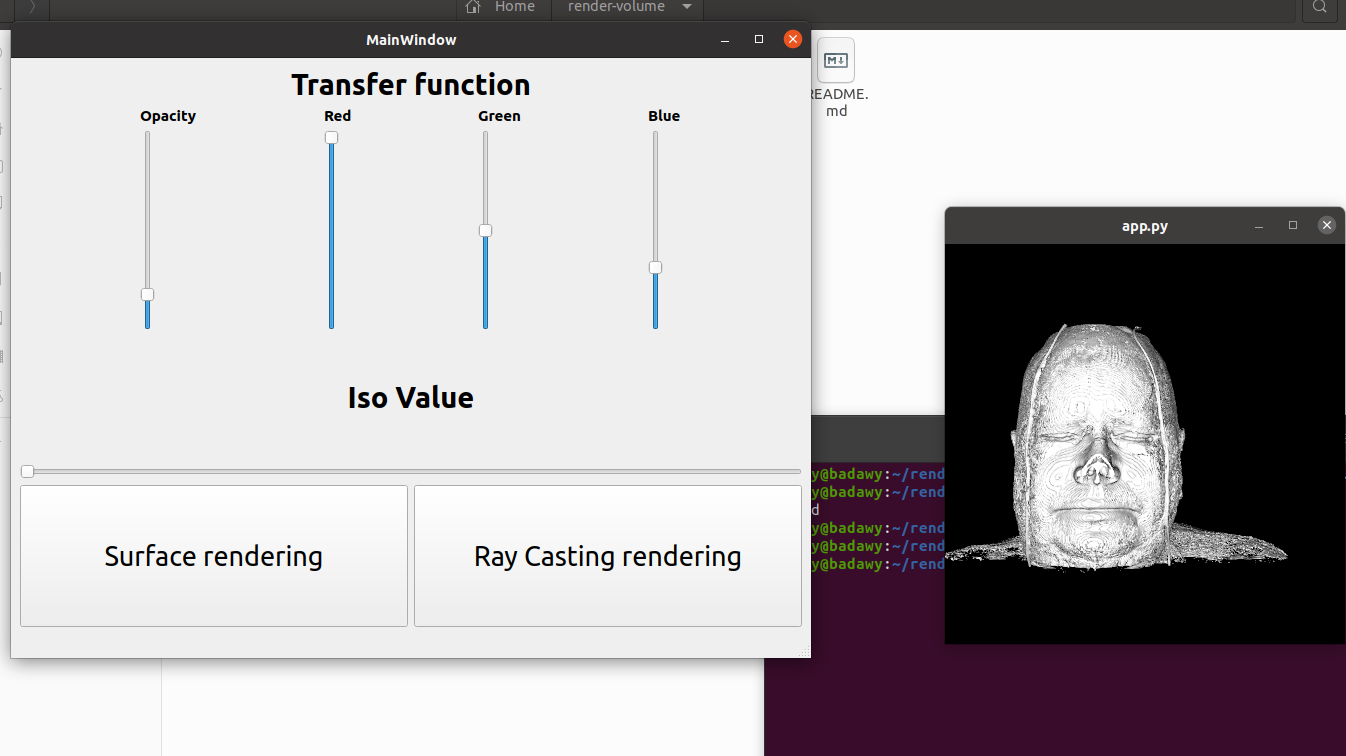 Home render-volume
MainWindow
Transfer function
Opacity Red Green Blue
Iso Value
Surface rendering Ray Casting rendering
M
README.
md
app.py
y@badawy:~/rend
y@badawy:~/rend
d
y@badawy:~/rend
y@badawy:~/rend
y@badawy:~/rend